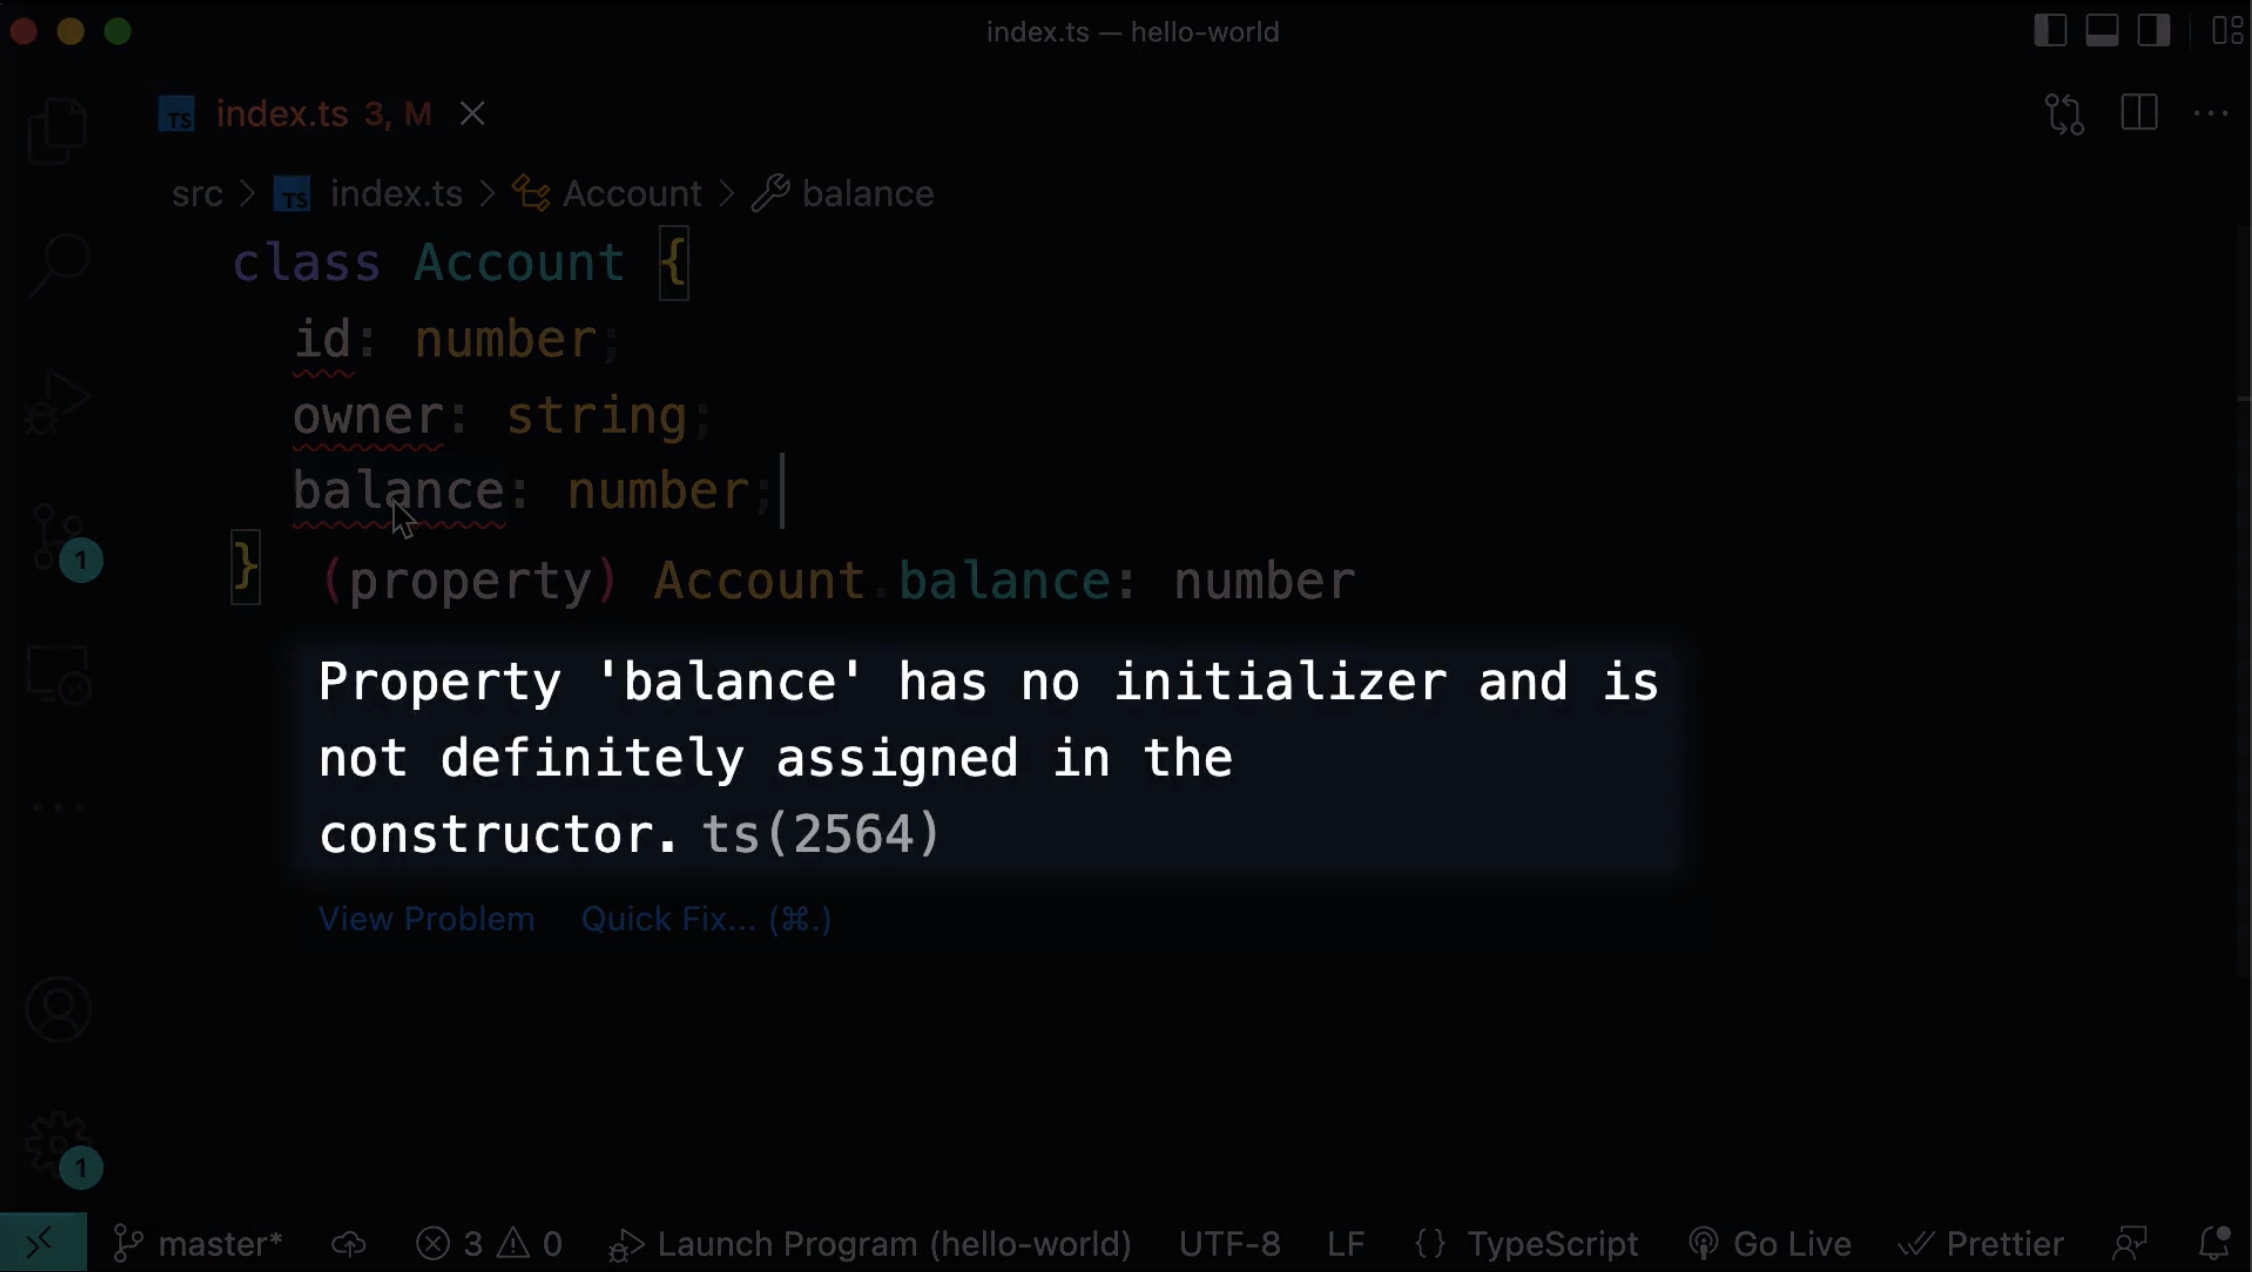 index.ts — hello-world
TS index.ts 3, M
src > TS index.ts > Account > balance
class Account {
id: number;
owner: string;
balance: number;
}
(property) Account.balance: number
Property 'balance' has no initializer and is
not definitely assigned in the
constructor. ts(2564)
View Problem Quick Fix... (⌘.)
1
1
master* 3 0 Launch Program (hello-world) UTF-8 LF {} TypeScript Go Live Prettier